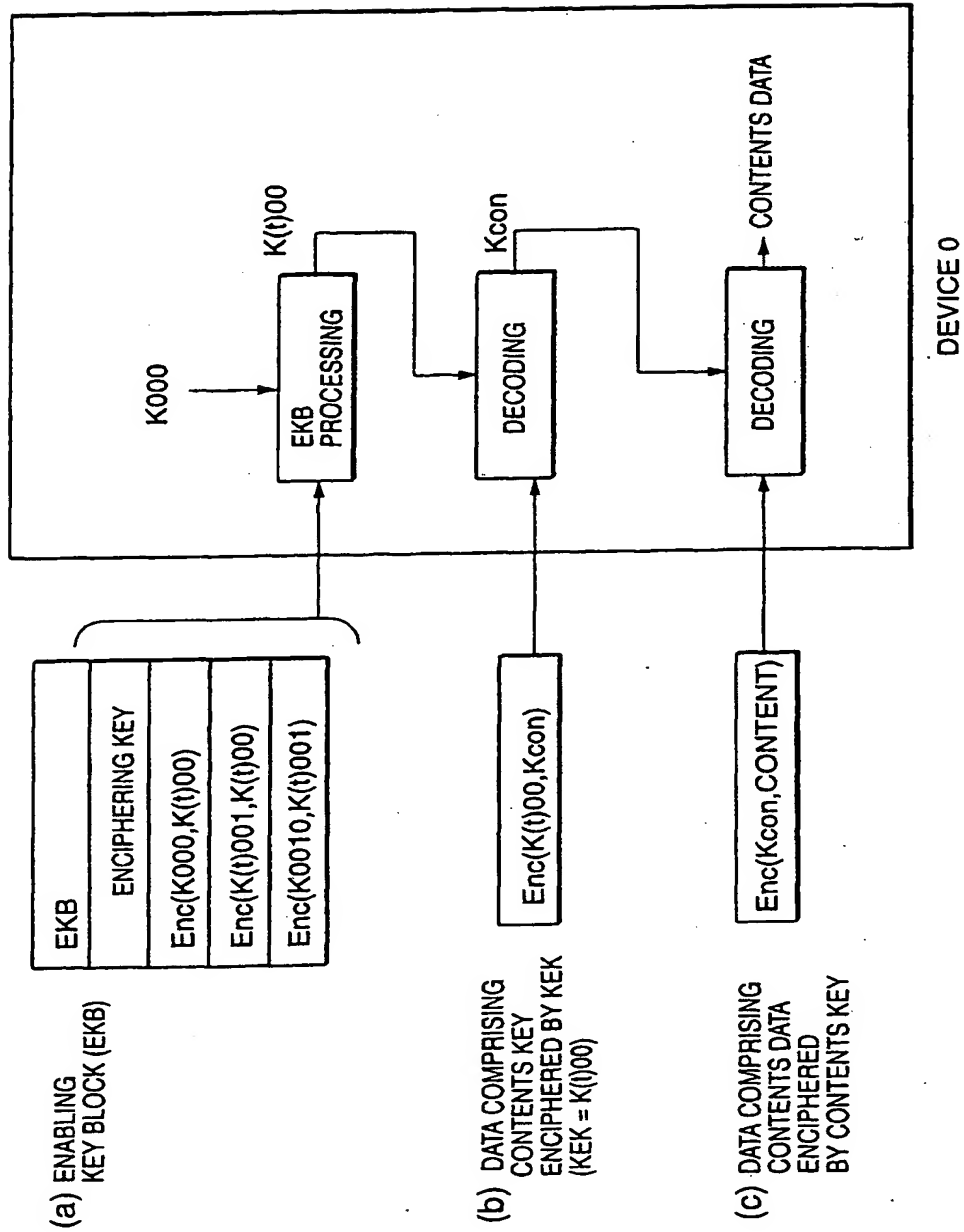 (a) ENABLING
KEY BLOCK (EKB)
EKB
ENCIPHERING KEY
Enc(K000,K(t)00)
Enc(K(t)001,K(t)00)
Enc(K0010,K(t)001)
K000
EKB
PROCESSING
K(t)00
(b) DATA COMPRISING
CONTENTS KEY
ENCIPHERED BY KEK
(KEK = K(t)00)
Enc(K(t)00,Kcon)
DECODING
Kcon
(c) DATA COMPRISING
CONTENTS DATA
ENCIPHERED
BY CONTENTS KEY
Enc(Kcon,CONTENT)
DECODING
CONTENTS DATA
DEVICE 0